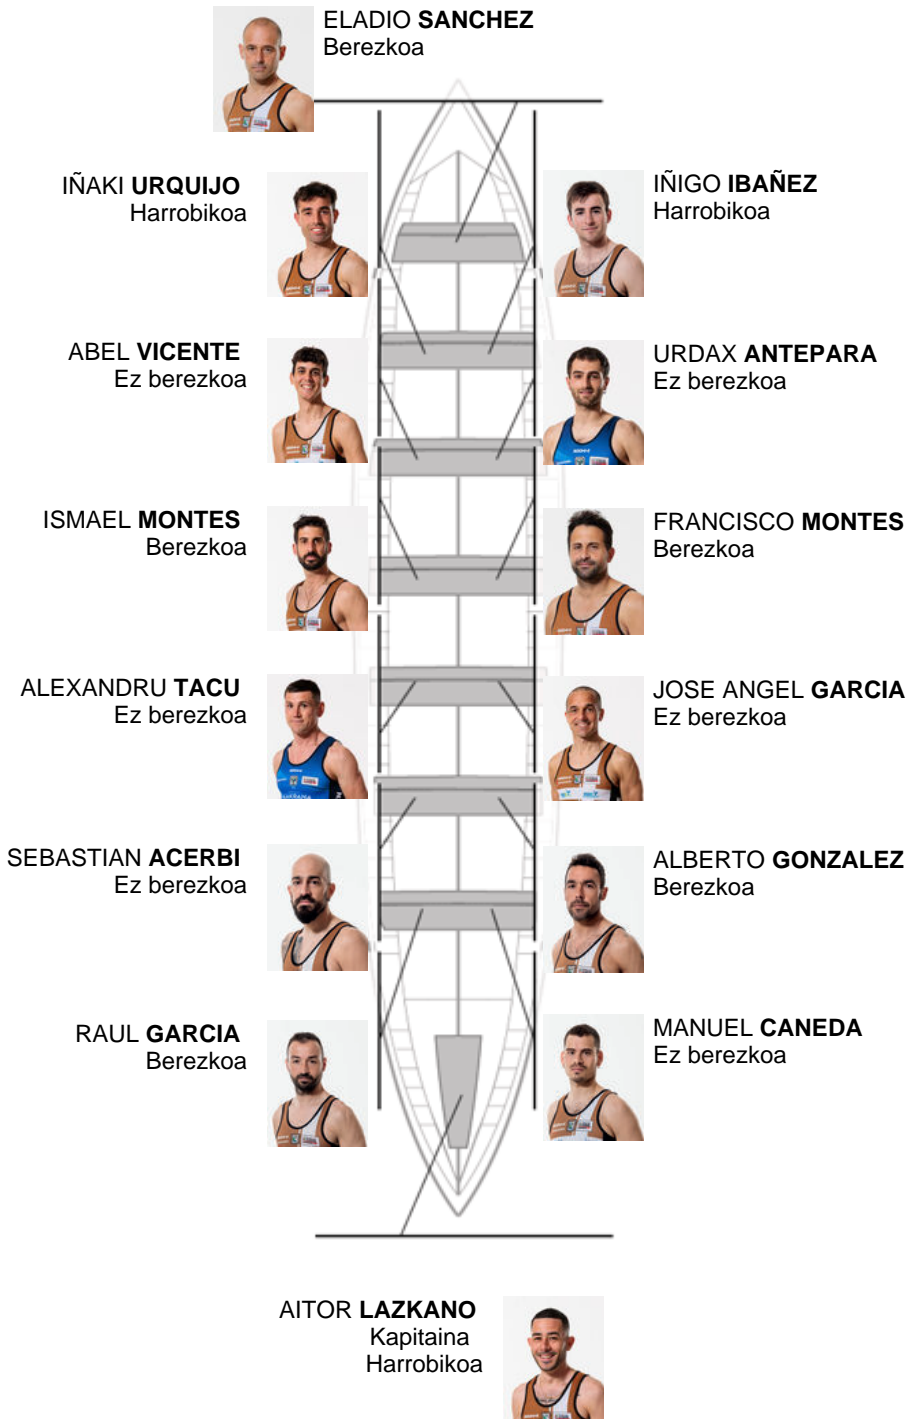 ELADIO SANCHEZ
Berezkoa
IÑAKI URQUIJO
Harrobikoa
IÑIGO IBAÑEZ
Harrobikoa
ABEL VICENTE
Ez berezkoa
URDAX ANTEPARA
Ez berezkoa
ISMAEL MONTES
Berezkoa
FRANCISCO MONTES
Berezkoa
ALEXANDRU TACU
Ez berezkoa
JOSE ANGEL GARCIA
Ez berezkoa
SEBASTIAN ACERBI
Ez berezkoa
ALBERTO GONZALEZ
Berezkoa
RAUL GARCIA
Berezkoa
MANUEL CANEDA
Ez berezkoa
AITOR LAZKANO
Kapitaina
Harrobikoa